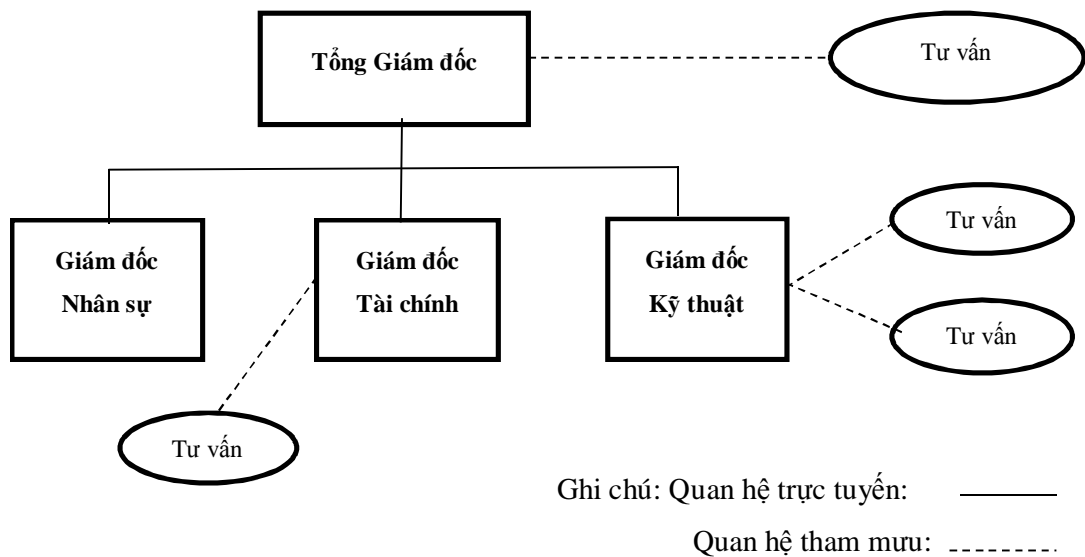 Tổng Giám đốc
Tư vấn
Giám đốc
Nhân sự
Giám đốc
Tài chính
Giám đốc
Kỹ thuật
Tư vấn
Tư vấn
Tư vấn
Ghi chú: Quan hệ trực tuyến:
Quan hệ tham mưu: